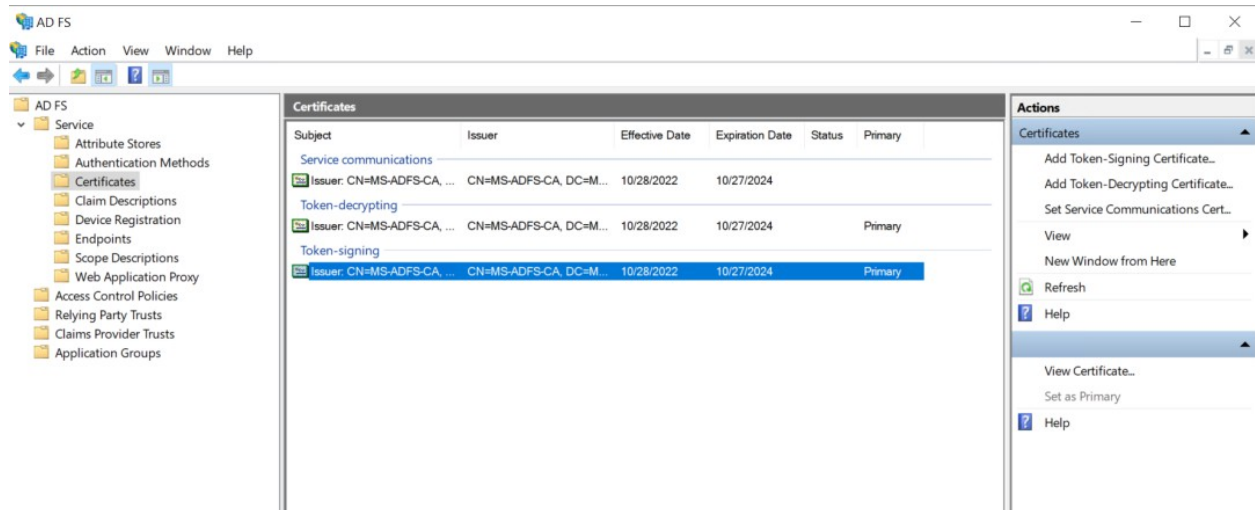 AD FS
File Action View Window Help
AD FS
Service
Attribute Stores
Authentication Methods
Certificates
Claim Descriptions
Device Registration
Endpoints
Scope Descriptions
Web Application Proxy
Access Control Policies
Relying Party Trusts
Claims Provider Trusts
Application Groups
Certificates
Subject Issuer Effective Date Expiration Date Status Primary
Service communications
Issuer: CN=MS-ADFS-CA, ... CN=MS-ADFS-CA, DC=M... 10/28/2022 10/27/2024
Token-decrypting
Issuer: CN=MS-ADFS-CA, ... CN=MS-ADFS-CA, DC=M... 10/28/2022 10/27/2024 Primary
Token-signing
Issuer: CN=MS-ADFS-CA, ... CN=MS-ADFS-CA, DC=M... 10/28/2022 10/27/2024 Primary
Actions
Certificates
Add Token-Signing Certificate...
Add Token-Decrypting Certificate...
Set Service Communications Cert...
View
New Window from Here
Refresh
Help
View Certificate...
Set as Primary
Help